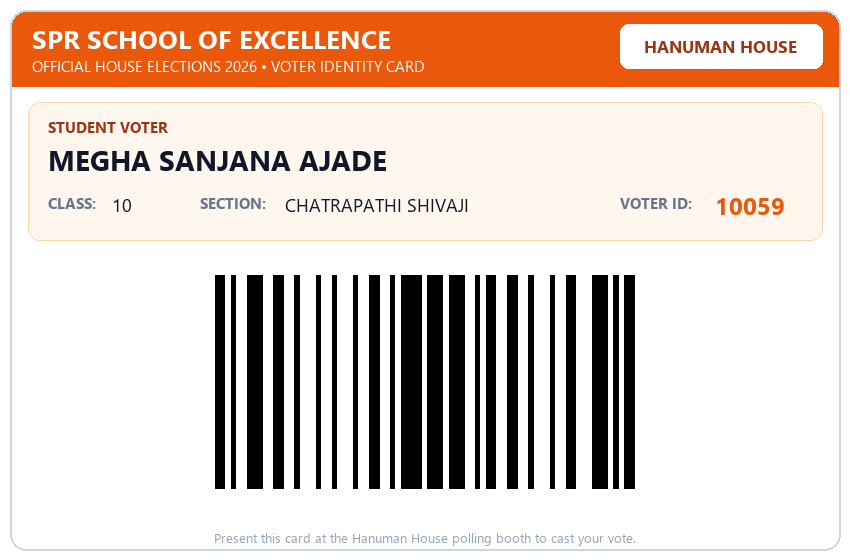 SPR SCHOOL OF EXCELLENCE
OFFICIAL HOUSE ELECTIONS 2026 • VOTER IDENTITY CARD
HANUMAN HOUSE
STUDENT VOTER
MEGHA SANJANA AJADE
CLASS: 10 SECTION: CHATRAPATHI SHIVAJI VOTER ID: 10059
Present this card at the Hanuman House polling booth to cast your vote.